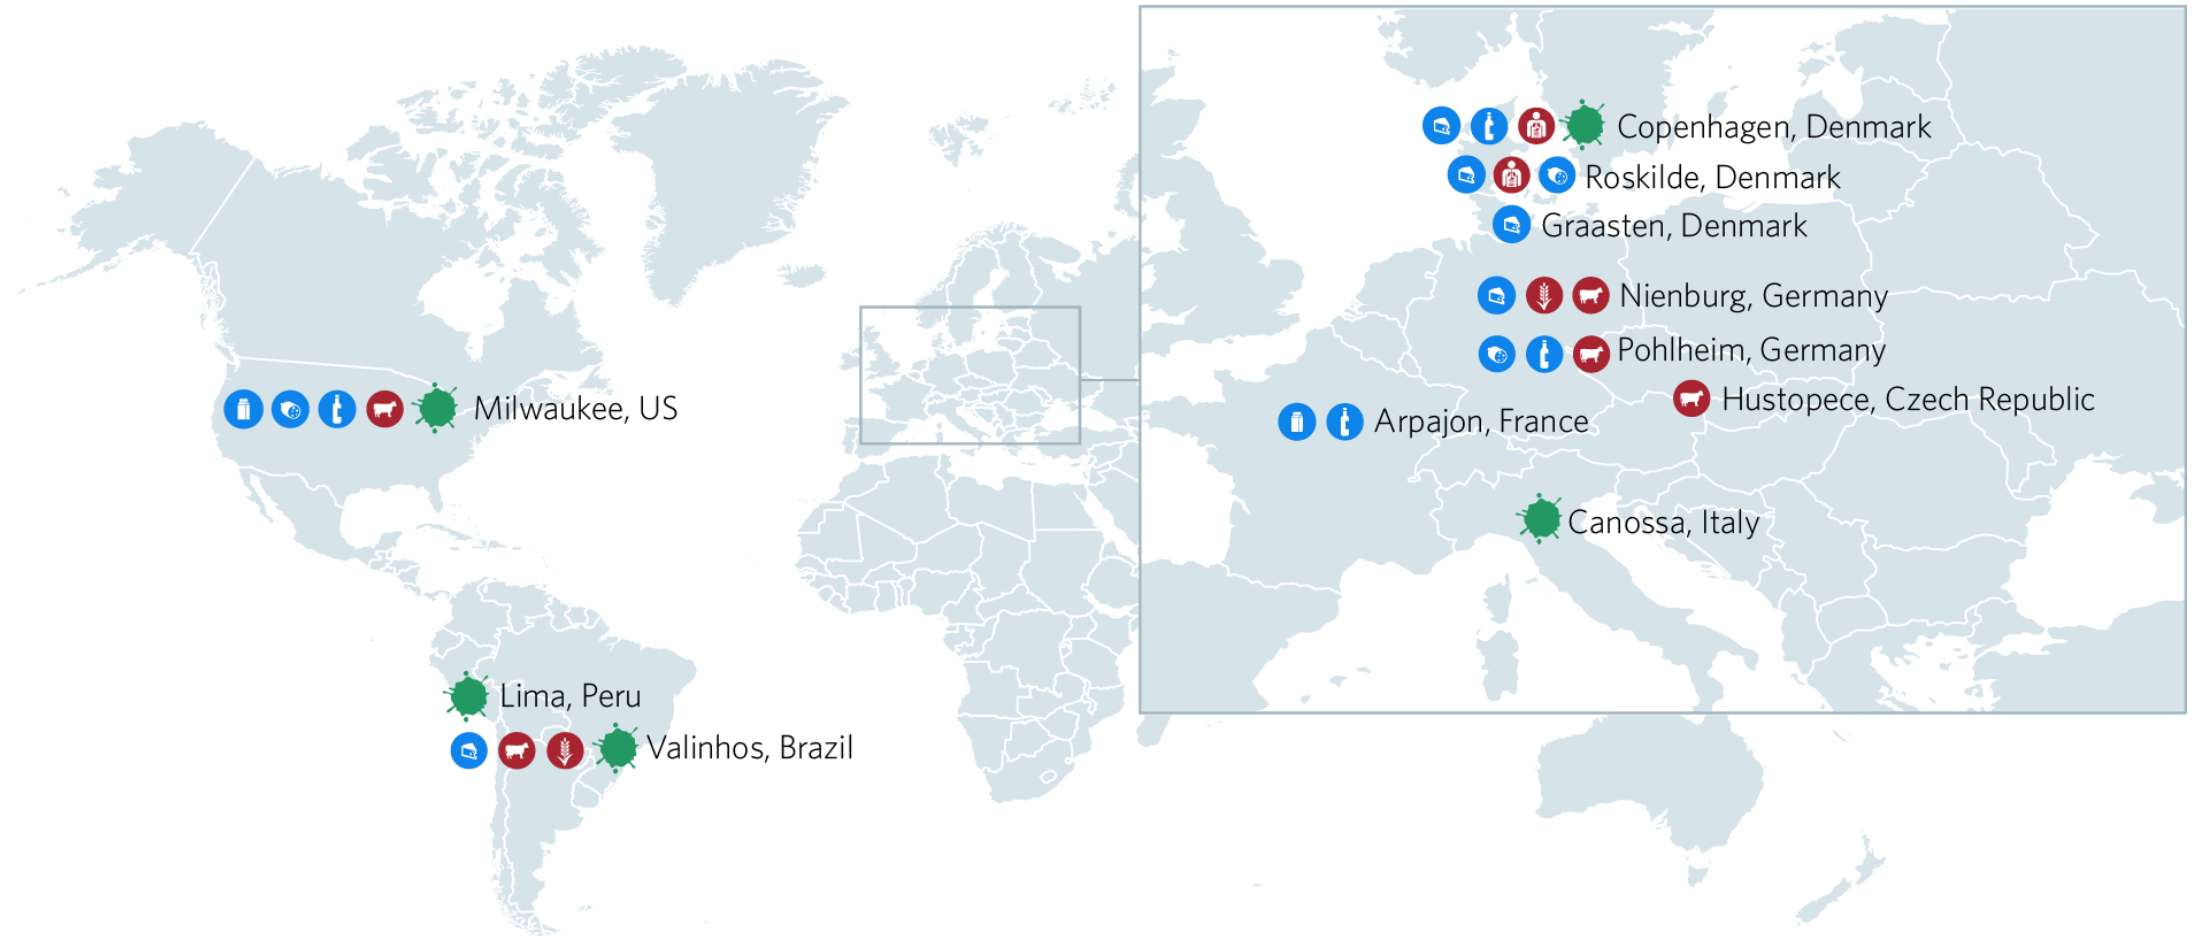 Copenhagen, Denmark
Roskilde, Denmark
Graasten, Denmark
Nienburg, Germany
Pohlheim, Germany
Hustopece, Czech Republic
Milwaukee, US
Arpajon, France
Canossa, Italy
Lima, Peru
Valinhos, Brazil